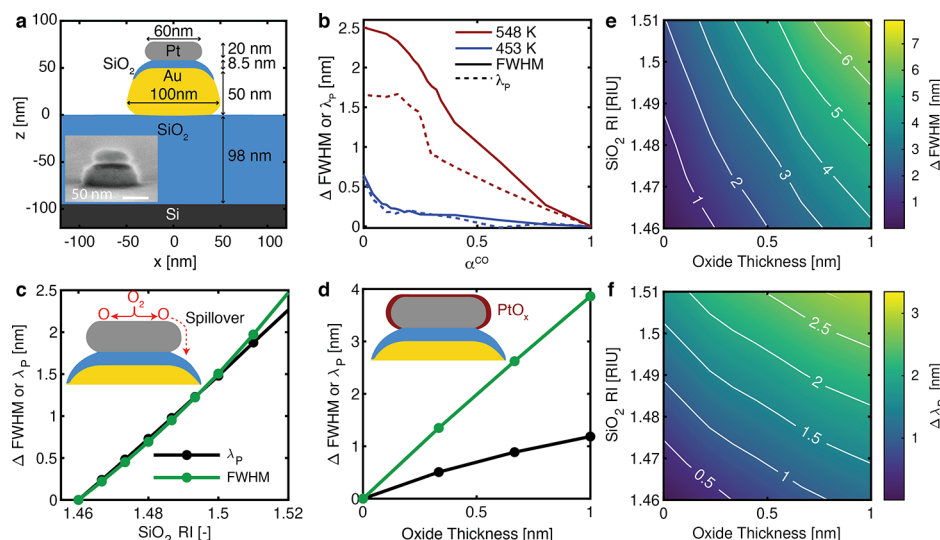 a
60nm
Pt
20 nm
8.5 nm
SiO2
Au
100nm
50 nm
SiO2
98 nm
50 nm
Si
z [nm]
100
50
0
-50
-100
-100 -50 0 50 100
x [nm]
b
548 K
453 K
FWHM
λP
Δ FWHM or λP
2.5
2
1.5
1
0.5
0
0 0.5 1
αCO
e
SiO2 RI [RIU]
1.51
1.5
1.49
1.48
1.47
1.46
1 2 3 4 5 6
0 0.5 1
Oxide Thickness [nm]
7
6
5
4
3
2
1
Δ FWHM [nm]
c
O2
O O
Spillover
Δ FWHM or λP [nm]
2.5
2
1.5
1
0.5
0
λP
FWHM
1.46 1.48 1.50 1.52
SiO2 RI [-]
d
PtOx
Δ FWHM or λP [nm]
4
3
2
1
0
0 0.5 1
Oxide Thickness [nm]
f
SiO2 RI [RIU]
1.51
1.5
1.49
1.48
1.47
1.46
0.5 1 1.5 2 2.5
0 0.5 1
Oxide Thickness [nm]
3
2
1
0
Δ λP [nm]